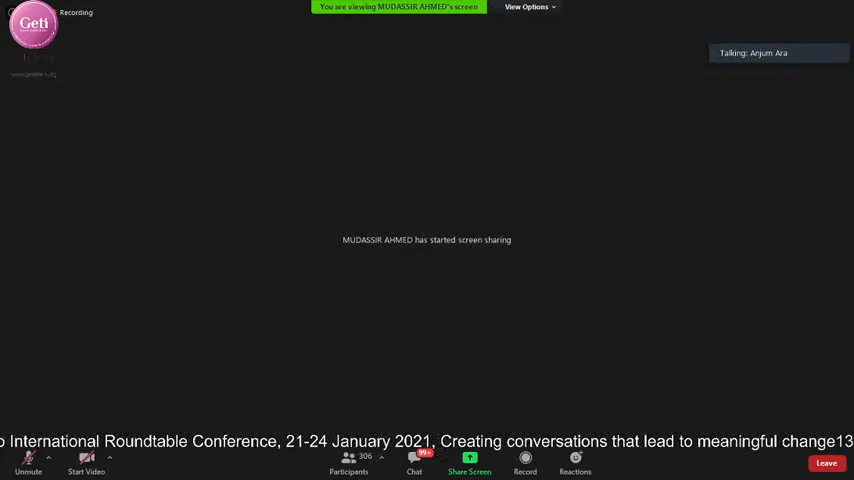 Geti
Recording
You are viewing MUDASSIR AHMED's screen
View Options
Talking: Anjum Ara
MUDASSIR AHMED has started screen sharing
o International Roundtable Conference, 21-24 January 2021, Creating conversations that lead to meaningful change13
Unmute
Start Video
306
Participants
99+
Chat
Share Screen
Record
Reactions
Leave